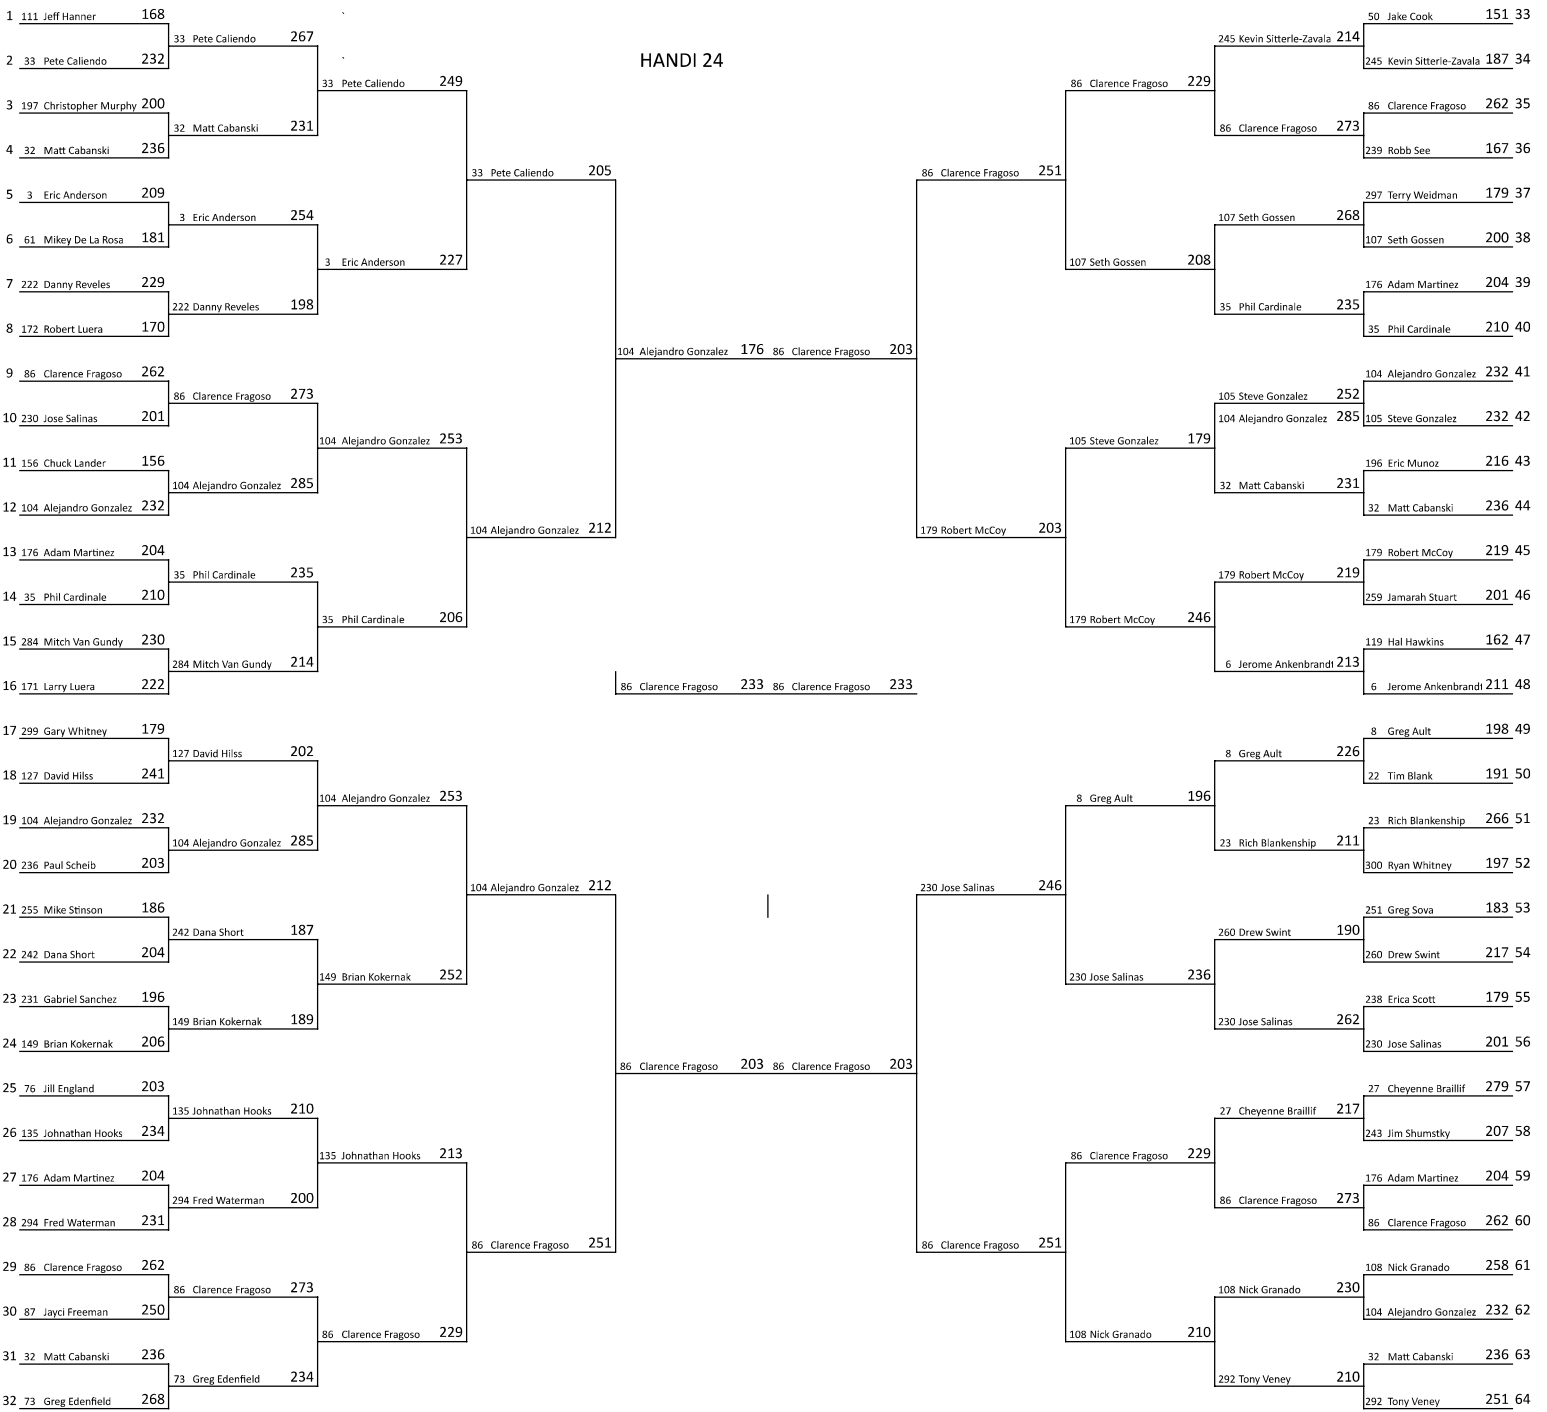 HANDI 24
1 111 Jeff Hanner 168
33 Pete Caliendo 267
2 33 Pete Caliendo 232
33 Pete Caliendo 249
3 197 Christopher Murphy 200
32 Matt Cabanski 231
4 32 Matt Cabanski 236
33 Pete Caliendo 205
5 3 Eric Anderson 209
3 Eric Anderson 254
6 61 Mikey De La Rosa 181
3 Eric Anderson 227
7 222 Danny Reveles 229
222 Danny Reveles 198
8 172 Robert Luera 170
104 Alejandro Gonzalez 176
9 86 Clarence Fragoso 262
86 Clarence Fragoso 273
10 230 Jose Salinas 201
104 Alejandro Gonzalez 253
11 156 Chuck Lander 156
104 Alejandro Gonzalez 285
12 104 Alejandro Gonzalez 232
104 Alejandro Gonzalez 212
13 176 Adam Martinez 204
35 Phil Cardinale 235
14 35 Phil Cardinale 210
35 Phil Cardinale 206
15 284 Mitch Van Gundy 230
284 Mitch Van Gundy 214
16 171 Larry Luera 222
86 Clarence Fragoso 233
17 299 Gary Whitney 179
127 David Hilss 202
18 127 David Hilss 241
104 Alejandro Gonzalez 253
19 104 Alejandro Gonzalez 232
104 Alejandro Gonzalez 285
20 236 Paul Scheib 203
104 Alejandro Gonzalez 212
21 255 Mike Stinson 186
242 Dana Short 187
22 242 Dana Short 204
149 Brian Kokernak 252
23 231 Gabriel Sanchez 196
149 Brian Kokernak 189
24 149 Brian Kokernak 206
86 Clarence Fragoso 203
25 76 Jill England 203
135 Johnathan Hooks 210
26 135 Johnathan Hooks 234
135 Johnathan Hooks 213
27 176 Adam Martinez 204
294 Fred Waterman 200
28 294 Fred Waterman 231
86 Clarence Fragoso 251
29 86 Clarence Fragoso 262
86 Clarence Fragoso 273
30 87 Jayci Freeman 250
86 Clarence Fragoso 229
31 32 Matt Cabanski 236
73 Greg Edenfield 234
32 73 Greg Edenfield 268
50 Jake Cook 151 33
245 Kevin Sitterle-Zavala 214
245 Kevin Sitterle-Zavala 187 34
86 Clarence Fragoso 229
86 Clarence Fragoso 262 35
86 Clarence Fragoso 273
239 Robb See 167 36
86 Clarence Fragoso 251
297 Terry Weidman 179 37
107 Seth Gossen 268
107 Seth Gossen 200 38
107 Seth Gossen 208
176 Adam Martinez 204 39
35 Phil Cardinale 235
35 Phil Cardinale 210 40
86 Clarence Fragoso 203
104 Alejandro Gonzalez 232 41
105 Steve Gonzalez 252
104 Alejandro Gonzalez 285
105 Steve Gonzalez 232 42
105 Steve Gonzalez 179
196 Eric Munoz 216 43
32 Matt Cabanski 231
32 Matt Cabanski 236 44
179 Robert McCoy 203
179 Robert McCoy 219 45
179 Robert McCoy 219
259 Jamarah Stuart 201 46
179 Robert McCoy 246
119 Hal Hawkins 162 47
6 Jerome Ankenbrandt 213
6 Jerome Ankenbrandt 211 48
86 Clarence Fragoso 233
8 Greg Ault 198 49
8 Greg Ault 226
22 Tim Blank 191 50
8 Greg Ault 196
23 Rich Blankenship 266 51
23 Rich Blankenship 211
300 Ryan Whitney 197 52
230 Jose Salinas 246
251 Greg Sova 183 53
260 Drew Swint 190
260 Drew Swint 217 54
230 Jose Salinas 236
238 Erica Scott 179 55
230 Jose Salinas 262
230 Jose Salinas 201 56
86 Clarence Fragoso 203
27 Cheyenne Braillif 279 57
27 Cheyenne Braillif 217
243 Jim Shumstky 207 58
86 Clarence Fragoso 229
176 Adam Martinez 204 59
86 Clarence Fragoso 273
86 Clarence Fragoso 262 60
86 Clarence Fragoso 251
108 Nick Granado 258 61
108 Nick Granado 230
104 Alejandro Gonzalez 232 62
108 Nick Granado 210
32 Matt Cabanski 236 63
292 Tony Veney 210
292 Tony Veney 251 64